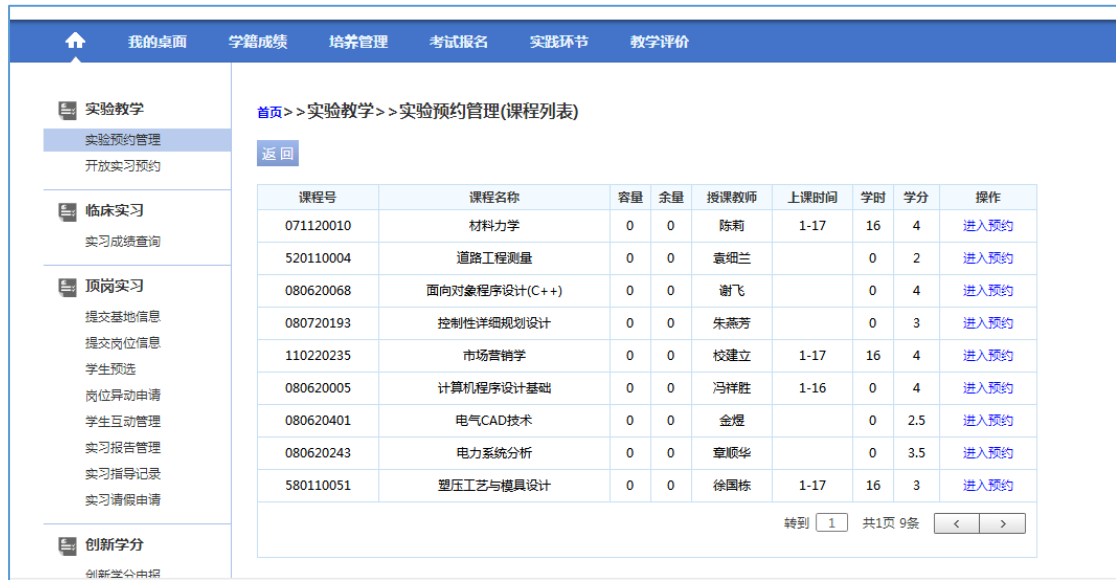 我的桌面 学籍成绩 培养管理 考试报名 实践环节 教学评价
实验教学
实验预约管理
开放实习预约
临床实习
实习成绩查询
顶岗实习
提交基地信息
提交岗位信息
学生预选
岗位异动申请
学生互动管理
实习报告管理
实习指导记录
实习请假申请
创新学分
创新学分申报
首页>>实验教学>>实验预约管理(课程列表)
返 回
课程号 课程名称 容量 余量 授课教师 上课时间 学时 学分 操作
071120010 材料力学 0 0 陈莉 1-17 16 4 进入预约
520110004 道路工程测量 0 0 袁细兰 0 2 进入预约
080620068 面向对象程序设计(C++) 0 0 谢飞 0 4 进入预约
080720193 控制性详细规划设计 0 0 朱燕芳 0 3 进入预约
110220235 市场营销学 0 0 校建立 1-17 16 4 进入预约
080620005 计算机程序设计基础 0 0 冯祥胜 1-16 0 4 进入预约
080620401 电气CAD技术 0 0 金煜 0 2.5 进入预约
080620243 电力系统分析 0 0 章顺华 0 3.5 进入预约
580110051 塑压工艺与模具设计 0 0 徐国栋 1-17 16 3 进入预约
转到 1 共1页 9条 < >